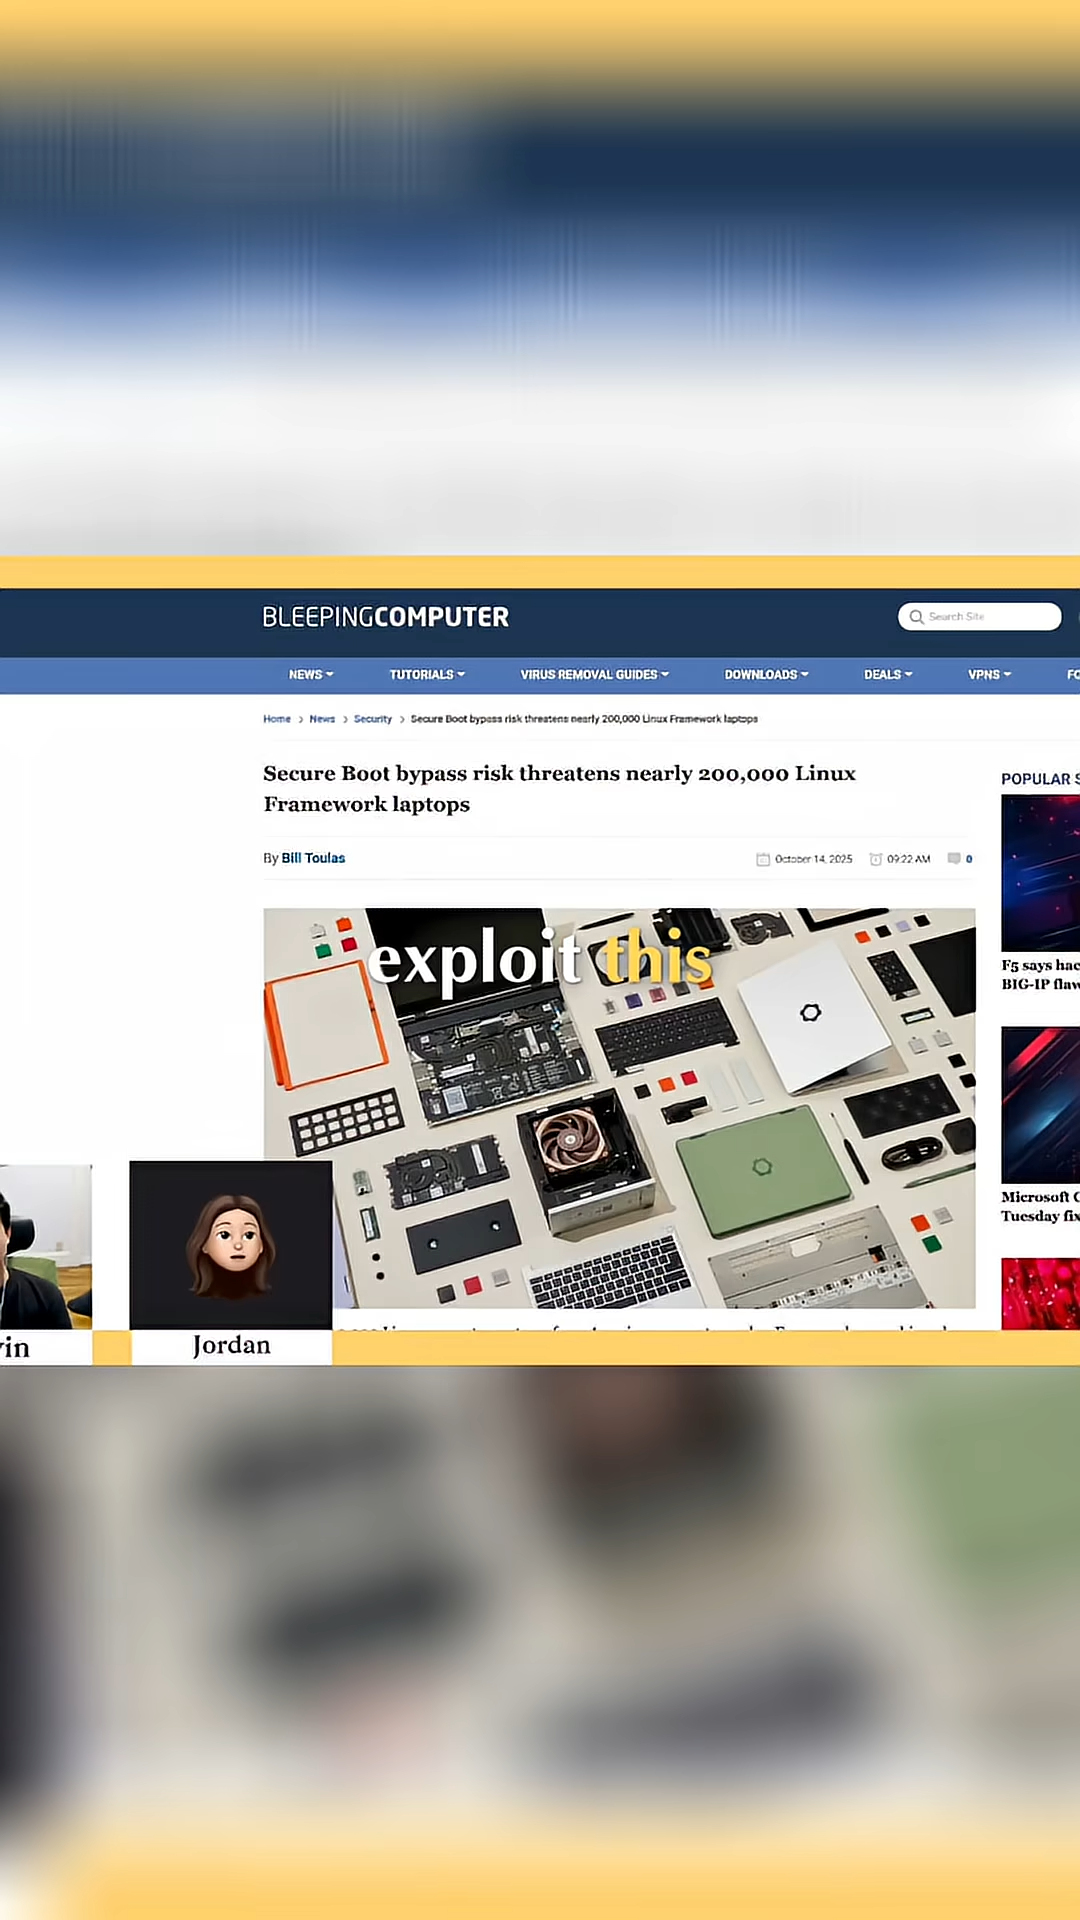 BLEEPINGCOMPUTER
Search Site
NEWS
TUTORIALS
VIRUS REMOVAL GUIDES
DOWNLOADS
DEALS
VPNS
FO
Home > News > Security > Secure Boot bypass risk threatens nearly 200,000 Linux Framework laptops
Secure Boot bypass risk threatens nearly 200,000 Linux
Framework laptops
By Bill Toulas
October 14, 2025
09:22 AM
0
POPULAR S
exploit this
F5 says hac
BIG-IP flaw
Microsoft C
Tuesday fix
vin
Jordan